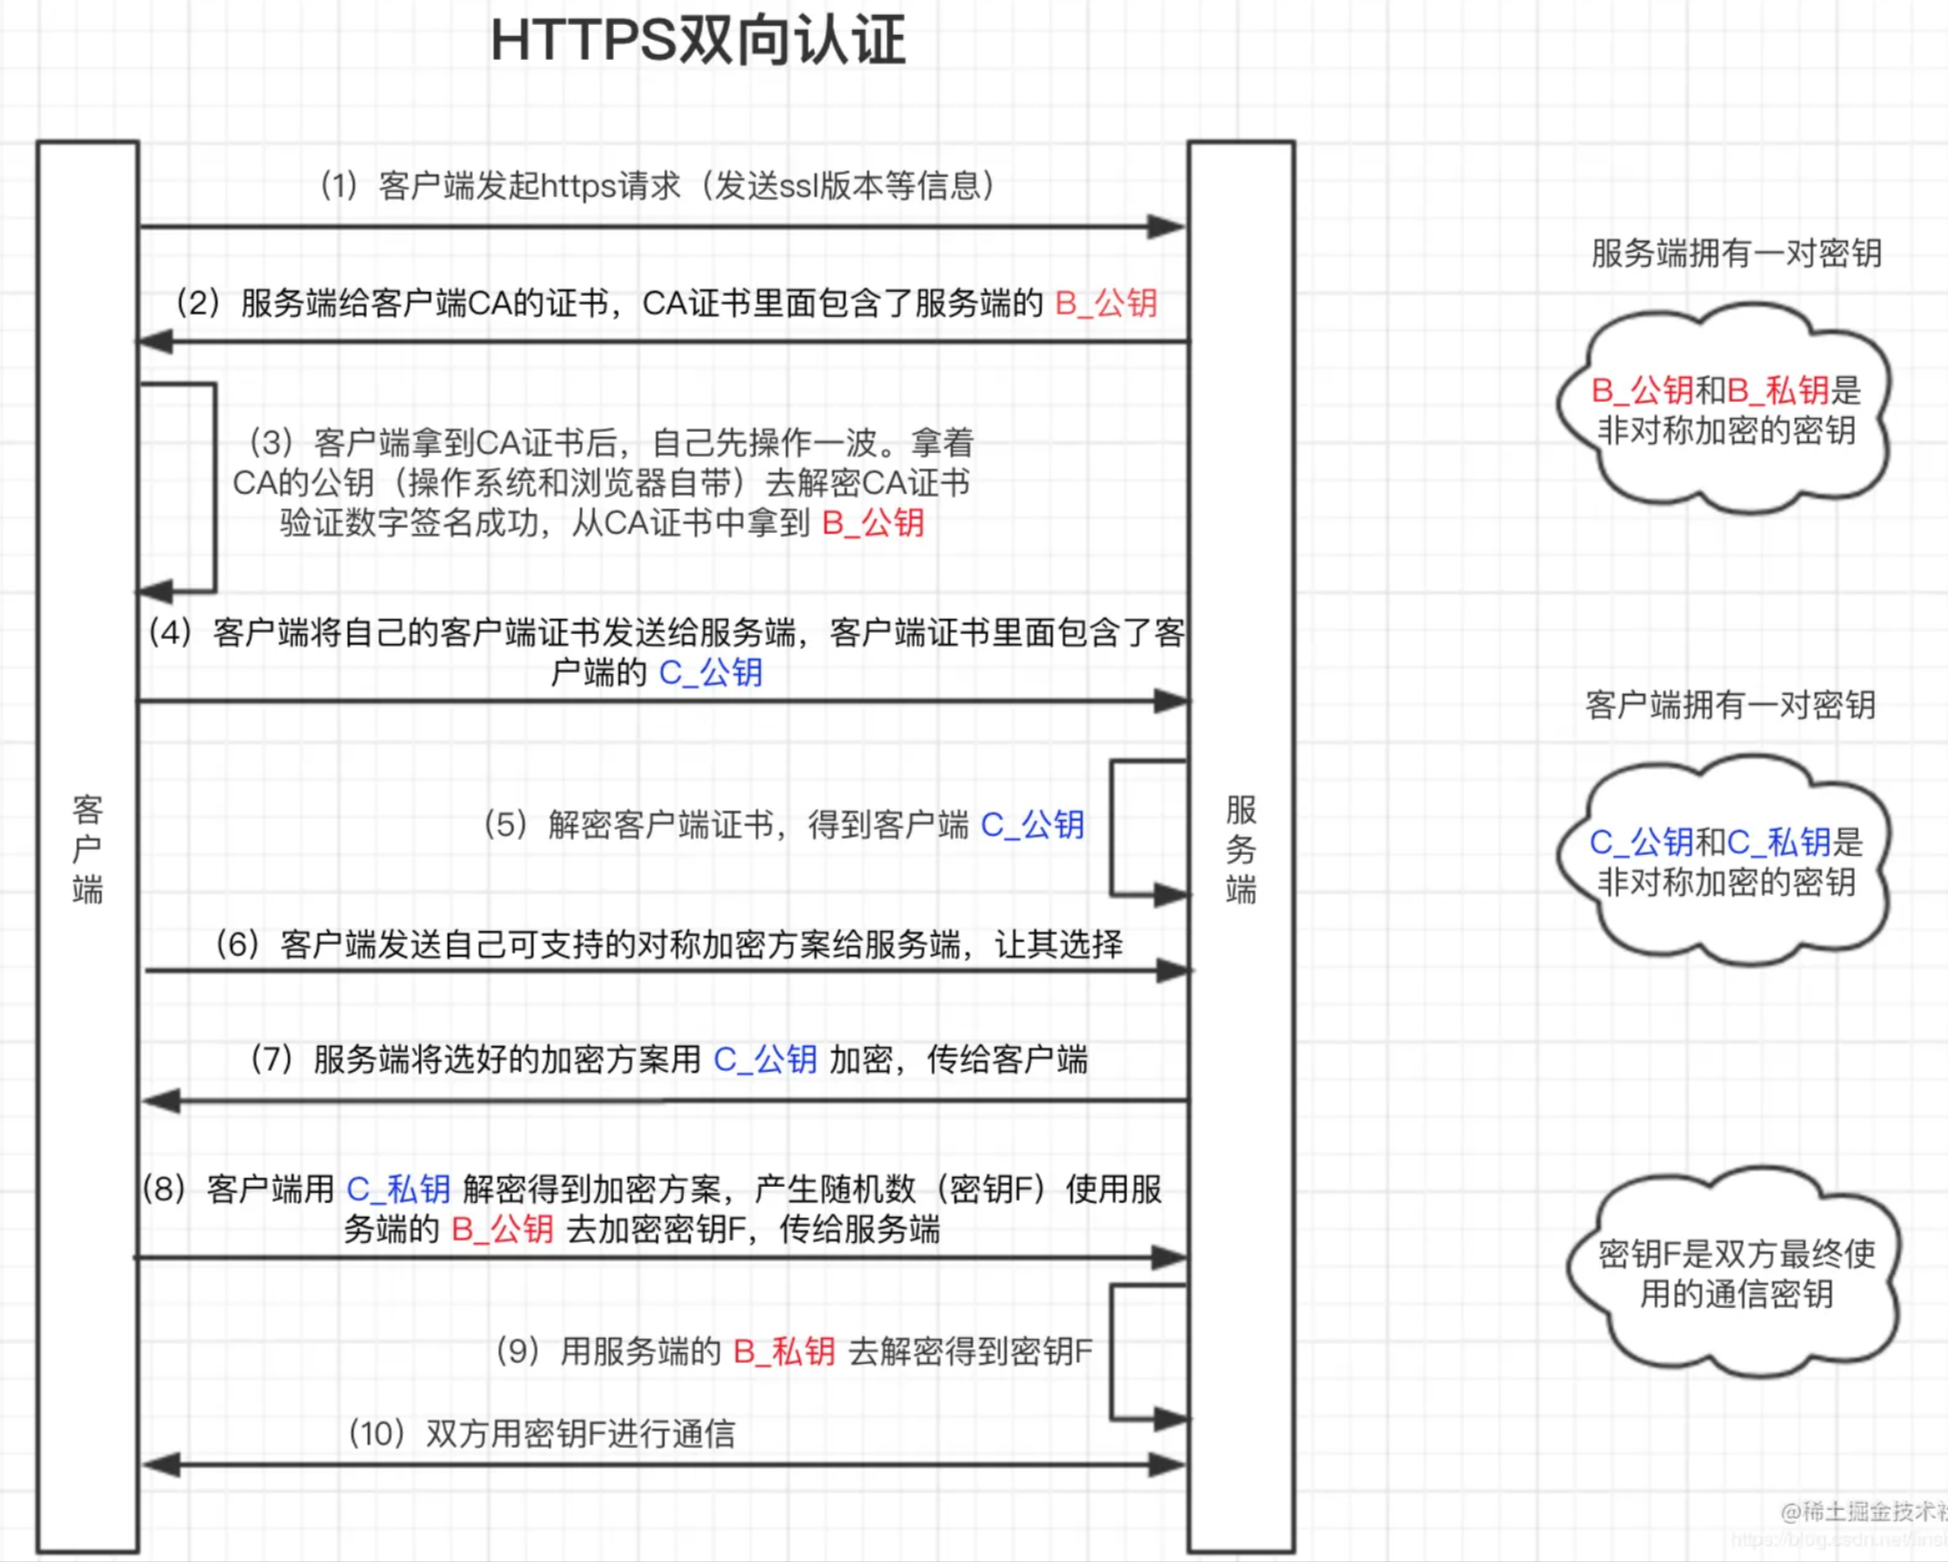 HTTPS双向认证
(1) 客户端发起https请求（发送ssl版本等信息）
(2) 服务端给客户端CA的证书，CA证书里面包含了服务端的 B_公钥
(3) 客户端拿到CA证书后，自己先操作一波。拿着
CA的公钥（操作系统和浏览器自带）去解密CA证书
验证数字签名成功，从CA证书中拿到 B_公钥
(4) 客户端将自己的客户端证书发送给服务端，客户端证书里面包含了客
户端的 C_公钥
(5) 解密客户端证书，得到客户端 C_公钥
(6) 客户端发送自己可支持的对称加密方案给服务端，让其选择
(7) 服务端将选好的加密方案用 C_公钥 加密，传给客户端
(8) 客户端用 C_私钥 解密得到加密方案，产生随机数（密钥F）使用服
务端的 B_公钥 去加密密钥F，传给服务端
(9) 用服务端的 B_私钥 去解密得到密钥F
(10) 双方用密钥F进行通信
客户端
服务端
服务端拥有一对密钥
B_公钥和B_私钥是
非对称加密的密钥
客户端拥有一对密钥
C_公钥和C_私钥是
非对称加密的密钥
密钥F是双方最终使
用的通信密钥
@稀土掘金技术社